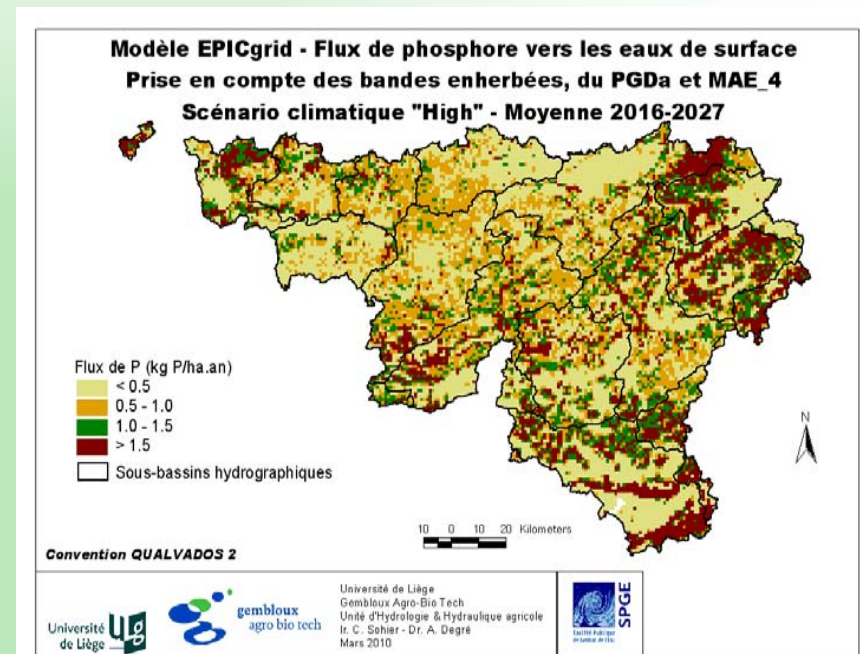 Modèle EPICgrid - Flux de phosphore vers les eaux de surface
Prise en compte des bandes enherbées, du PGDa et MAE_4
Scénario climatique "High" - Moyenne 2016-2027
Flux de P (kg P/ha.an)
< 0.5
0.5 - 1.0
1.0 - 1.5
> 1.5
Sous-bassins hydrographiques
N
10 0 10 20 Kilometers
Convention QUALVADOS 2
Université
de Liège
gembloux
agro bio tech
Université de Liège
Gembloux Agro-Bio Tech
Unité d'Hydrologie & Hydraulique agricole
Ir. C. Sohier - Dr. A. Degré
Mars 2010
SPGE